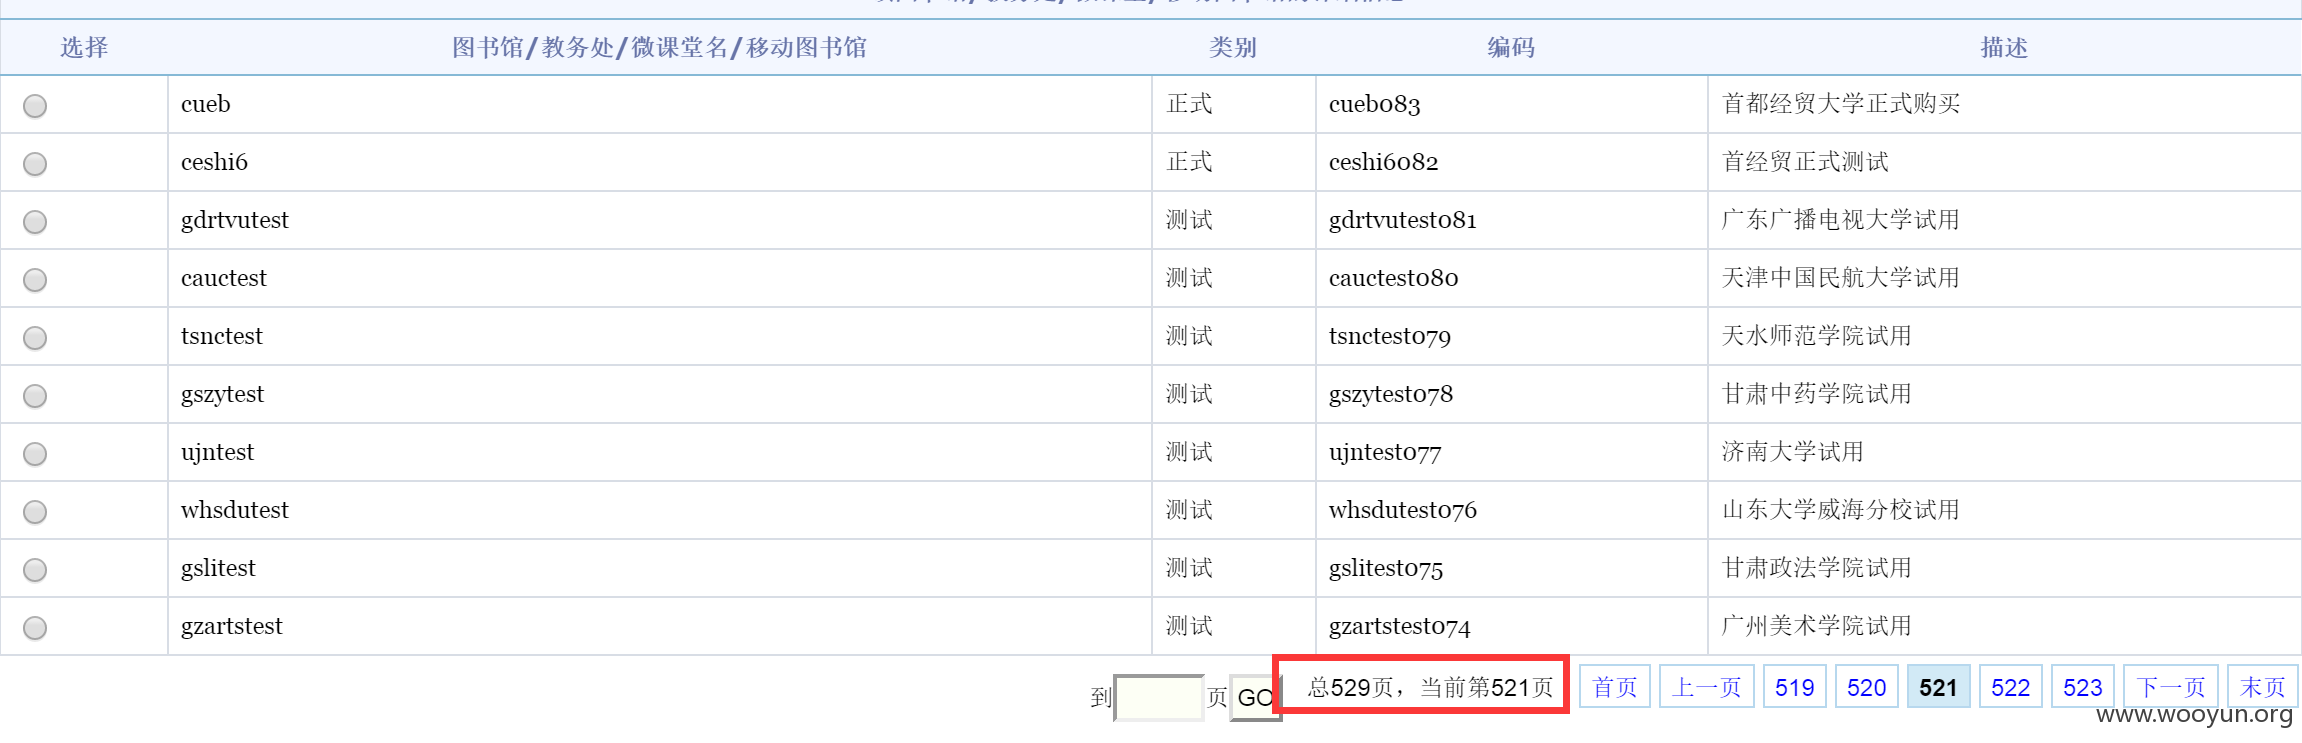 选择 图书馆/教务处/微课堂名/移动图书馆 类别 编码 描述
cueb 正式 cueb083 首都经贸大学正式购买
ceshi6 正式 ceshi6082 首经贸正式测试
gdrtvutest 测试 gdrtvutest081 广东广播电视大学试用
cauctest 测试 cauctest080 天津中国民航大学试用
tsnctest 测试 tsnctest079 天水师范学院试用
gszytest 测试 gszytest078 甘肃中药学院试用
ujntest 测试 ujntest077 济南大学试用
whsdutest 测试 whsdutest076 山东大学威海分校试用
gslitest 测试 gslitest075 甘肃政法学院试用
gzartstest 测试 gzartstest074 广州美术学院试用
到 页 GO 总529页，当前第521页 首页 上一页 519 520 521 522 523 下一页 末页
www.wooyun.org